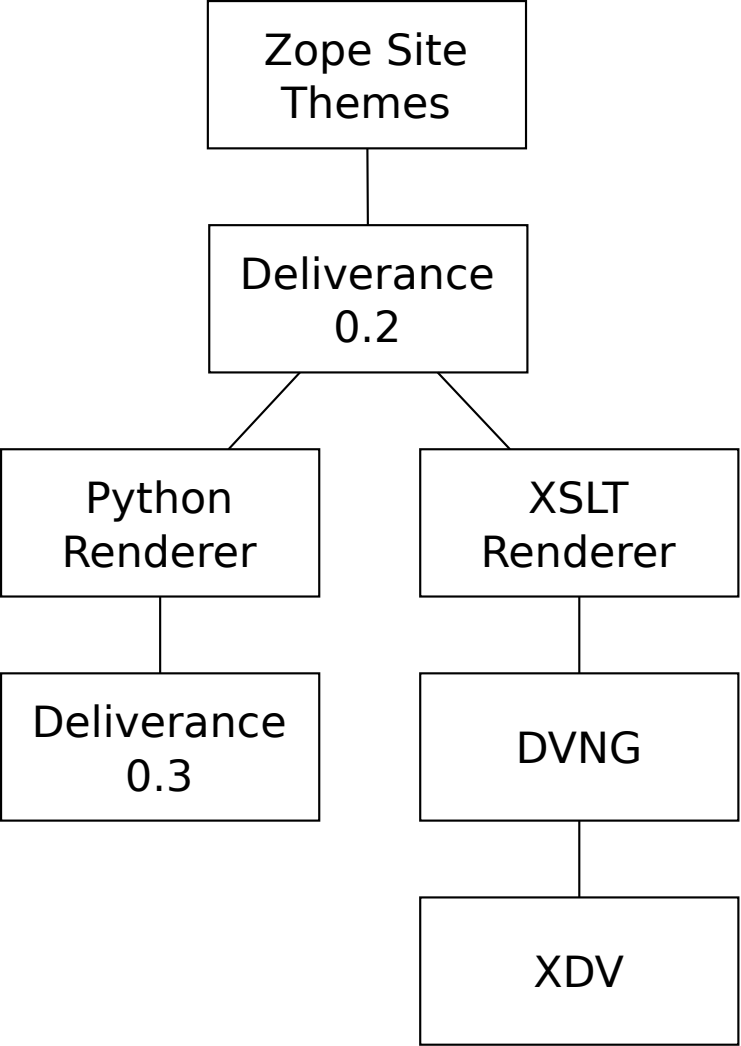 Zope Site
Themes
Deliverance
0.2
Python
Renderer
XSLT
Renderer
Deliverance
0.3
DVNG
XDV